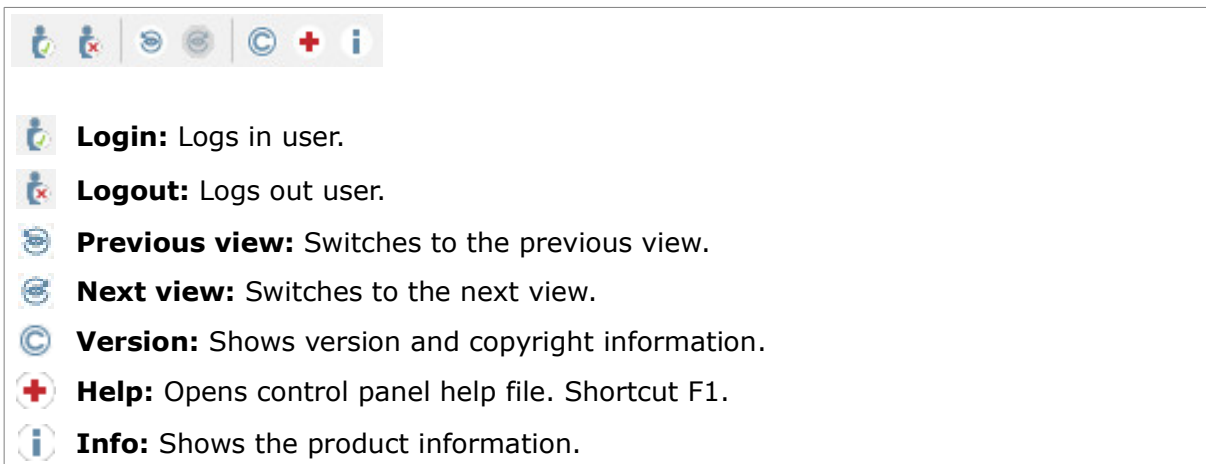 Login: Logs in user.
Logout: Logs out user.
Previous view: Switches to the previous view.
Next view: Switches to the next view.
Version: Shows version and copyright information.
Help: Opens control panel help file. Shortcut F1.
Info: Shows the product information.